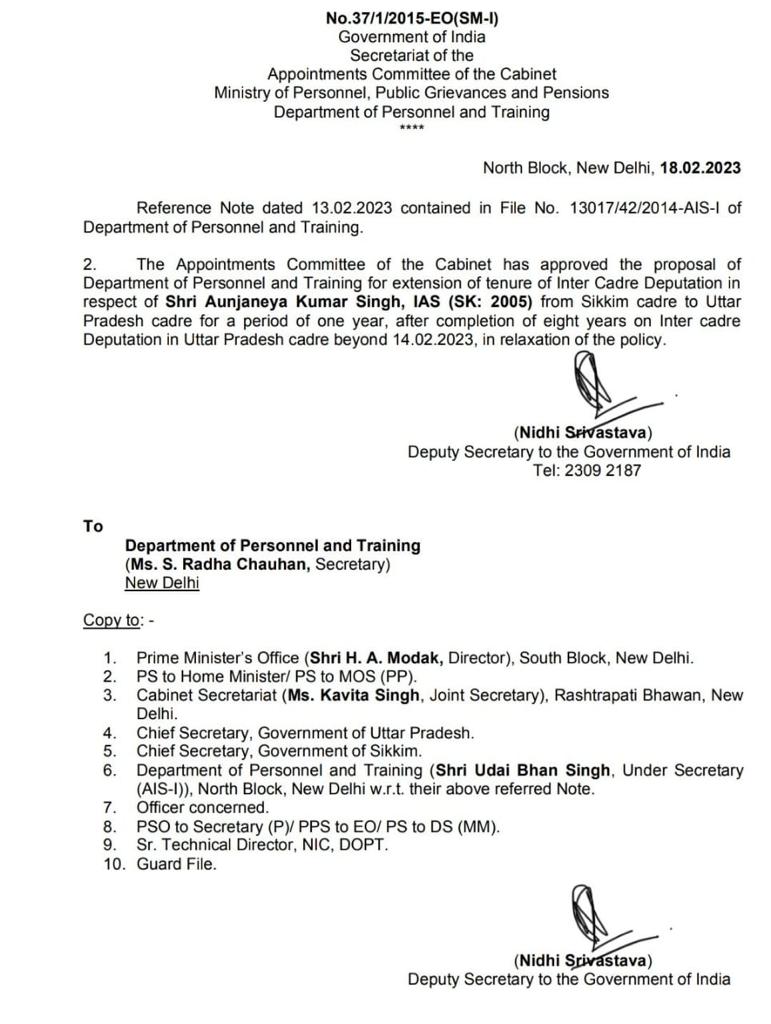 No.37/1/2015-EO(SM-I)
Government of India
Secretariat of the
Appointments Committee of the Cabinet
Ministry of Personnel, Public Grievances and Pensions
Department of Personnel and Training
****
North Block, New Delhi, 18.02.2023
Reference Note dated 13.02.2023 contained in File No. 13017/42/2014-AIS-I of
Department of Personnel and Training.
2. The Appointments Committee of the Cabinet has approved the proposal of
Department of Personnel and Training for extension of tenure of Inter Cadre Deputation in
respect of Shri Aunjaneya Kumar Singh, IAS (SK: 2005) from Sikkim cadre to Uttar
Pradesh cadre for a period of one year, after completion of eight years on Inter cadre
Deputation in Uttar Pradesh cadre beyond 14.02.2023, in relaxation of the policy.
(Nidhi Srivastava)
Deputy Secretary to the Government of India
Tel: 2309 2187
To
Department of Personnel and Training
(Ms. S. Radha Chauhan, Secretary)
New Delhi
Copy to: -
1. Prime Minister's Office (Shri H. A. Modak, Director), South Block, New Delhi.
2. PS to Home Minister/ PS to MOS (PP).
3. Cabinet Secretariat (Ms. Kavita Singh, Joint Secretary), Rashtrapati Bhawan, New
Delhi.
4. Chief Secretary, Government of Uttar Pradesh.
5. Chief Secretary, Government of Sikkim.
6. Department of Personnel and Training (Shri Udai Bhan Singh, Under Secretary
(AIS-I)), North Block, New Delhi w.r.t. their above referred Note.
7. Officer concerned.
8. PSO to Secretary (P)/ PPS to EO/ PS to DS (MM).
9. Sr. Technical Director, NIC, DOPT.
10. Guard File.
(Nidhi Srivastava)
Deputy Secretary to the Government of India